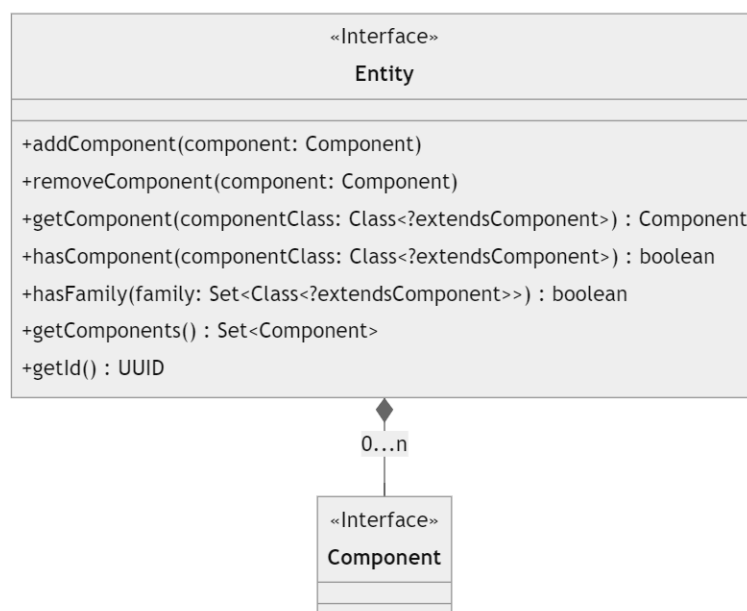 «Interface»
Entity
+addComponent(component: Component)
+removeComponent(component: Component)
+getComponent(componentClass: Class<?extendsComponent>) : Component
+hasComponent(componentClass: Class<?extendsComponent>) : boolean
+hasFamily(family: Set<Class<?extendsComponent>>) : boolean
+getComponents() : Set<Component>
+getId() : UUID
0...n
«Interface»
Component